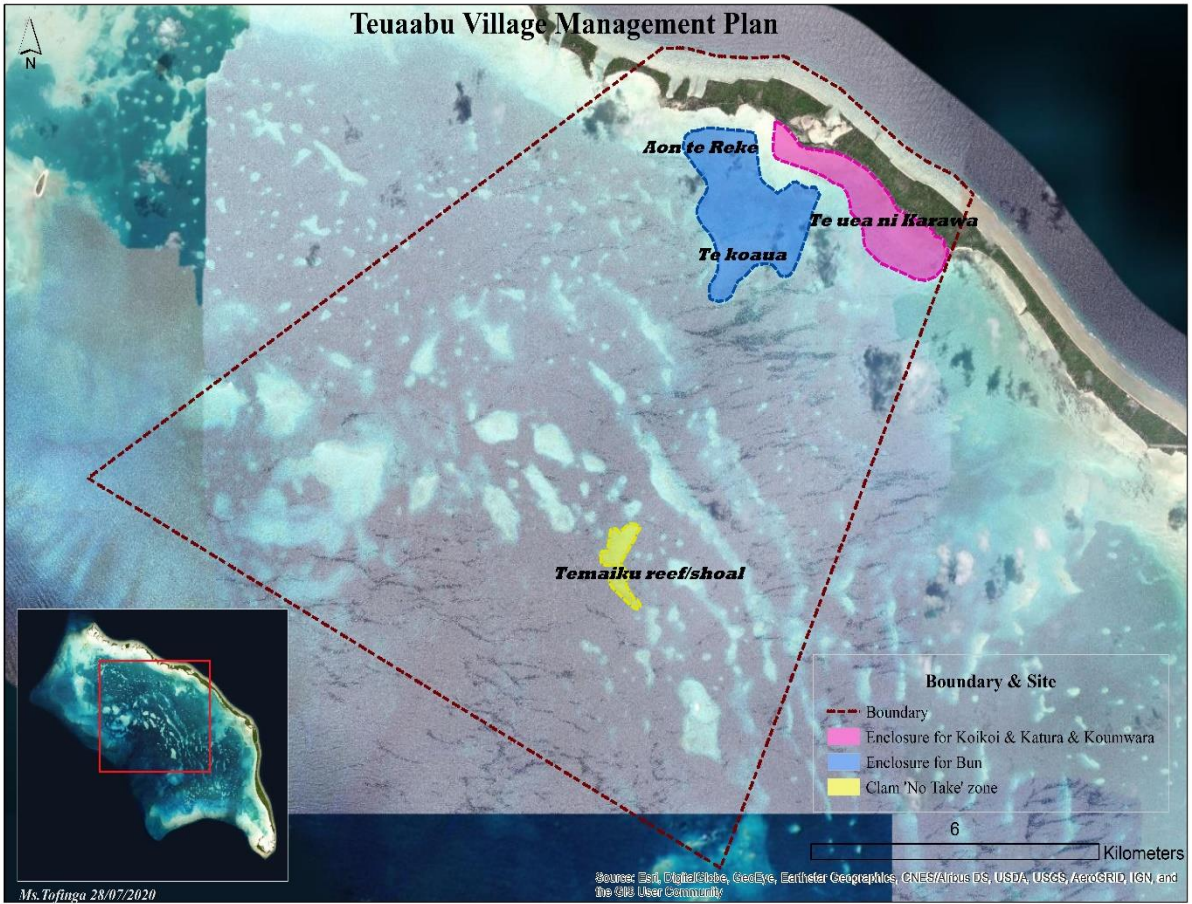 Teuaabu Village Management Plan
N
Aon te Reke
Te uea ni Karawa
Te koaua
Temaiku reef/shoal
Boundary & Site
Boundary
Enclosure for Koikoi & Katura & Koumwara
Enclosure for Bun
Clam 'No Take' zone
6
Kilometers
Source: Esri, DigitalGlobe, GeoEye, Earthstar Geographics, CNES/Airbus DS, USDA, USGS, AeroGRID, IGN, and
the GIS User Community
Ms.Tofinga 28/07/2020